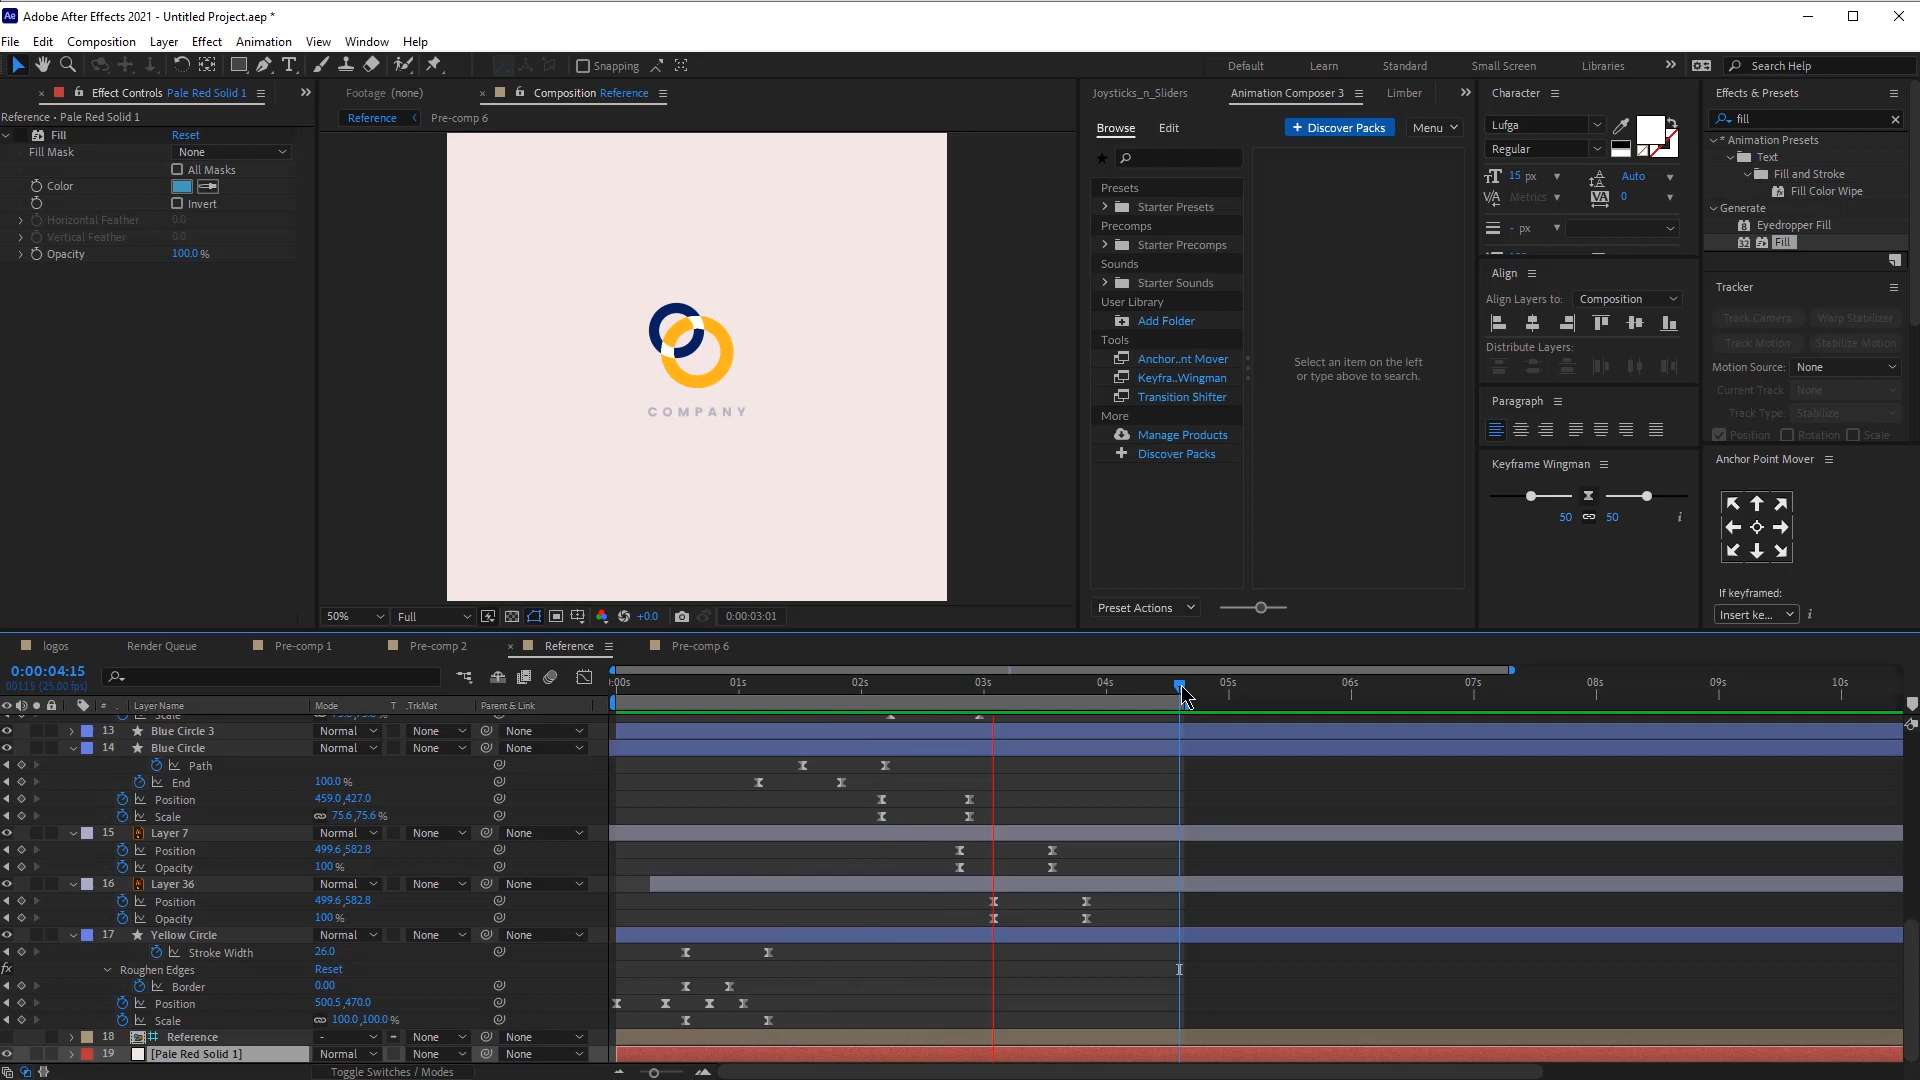 Ae Adobe After Effects 2021 - Untitled Project.aep *
File Edit Composition Layer Effect Animation View Window Help
Snapping
Default Learn Standard Small Screen Libraries Search Help
Effect Controls Pale Red Solid 1
Reference • Pale Red Solid 1
Fill Reset
Fill Mask None
All Masks
Color
Invert
Horizontal Feather 0.0
Vertical Feather 0.0
Opacity 100.0 %
Footage (none) Composition Reference
Reference Pre-comp 6
COMPANY
50% Full +0.0 0:00:03:01
Joysticks_n_Sliders Animation Composer 3 Limber
Browse Edit + Discover Packs Menu
Presets
Starter Presets
Precomps
Starter Precomps
Sounds
Starter Sounds
User Library
Add Folder
Tools
Anchor..nt Mover
Keyfra..Wingman
Transition Shifter
More
Manage Products
Discover Packs
Select an item on the left
or type above to search.
Preset Actions
Character
Lufga
Regular
15 px Auto
Metrics 0
- px
Align
Align Layers to: Composition
Distribute Layers:
Paragraph
Keyframe Wingman
50 50
Effects & Presets
fill
* Animation Presets
Text
Fill and Stroke
Fill Color Wipe
Generate
Eyedropper Fill
Fill
Tracker
Track Camera Warp Stabilizer
Track Motion Stabilize Motion
Motion Source: None
Current Track: None
Track Type: Stabilize
Position Rotation Scale
Anchor Point Mover
If keyframed:
Insert ke...
logos Render Queue Pre-comp 1 Pre-comp 2 Reference Pre-comp 6
0:00:04:15
00115 (25.00 fps)
:00s 01s 02s 03s 04s 05s 06s 07s 08s 09s 10s
# Layer Name Mode T .TrkMat Parent & Link
Scale
13 Blue Circle 3 Normal None None
14 Blue Circle Normal None None
Path
End 100.0 %
Position 459.0,427.0
Scale 75.6,75.6 %
15 Layer 7 Normal None None
Position 499.6,582.8
Opacity 100 %
16 Layer 36 Normal None None
Position 499.6,582.8
Opacity 100 %
17 Yellow Circle Normal None None
Stroke Width 26.0
fx Roughen Edges Reset
Border 0.00
Position 500.5,470.0
Scale 100.0,100.0 %
18 Reference - None None
19 [Pale Red Solid 1] Normal None None
Toggle Switches / Modes